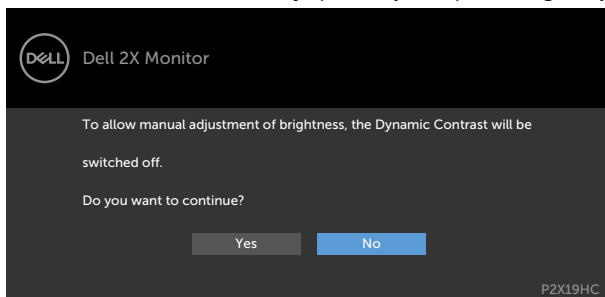 DELL
Dell 2X Monitor
To allow manual adjustment of brightness, the Dynamic Contrast will be
switched off.
Do you want to continue?
Yes No
P2X19HC